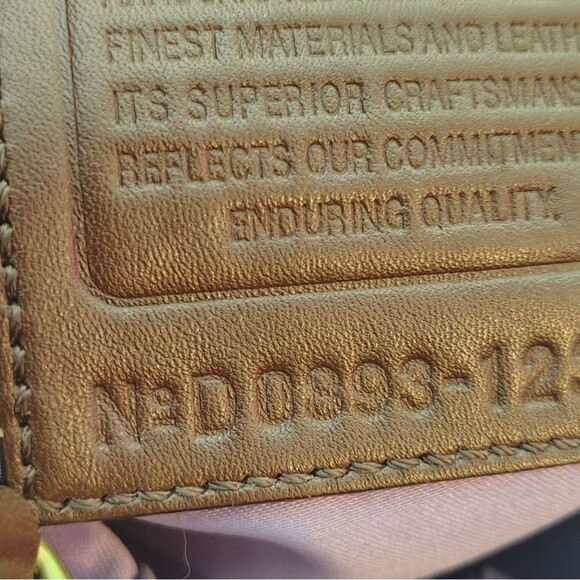 FINEST MATERIALS AND LEATH
ITS SUPERIOR CRAFTSMANS
REFLECTS OUR COMMITMEN
ENDURING QUALITY.
№ D0893-12